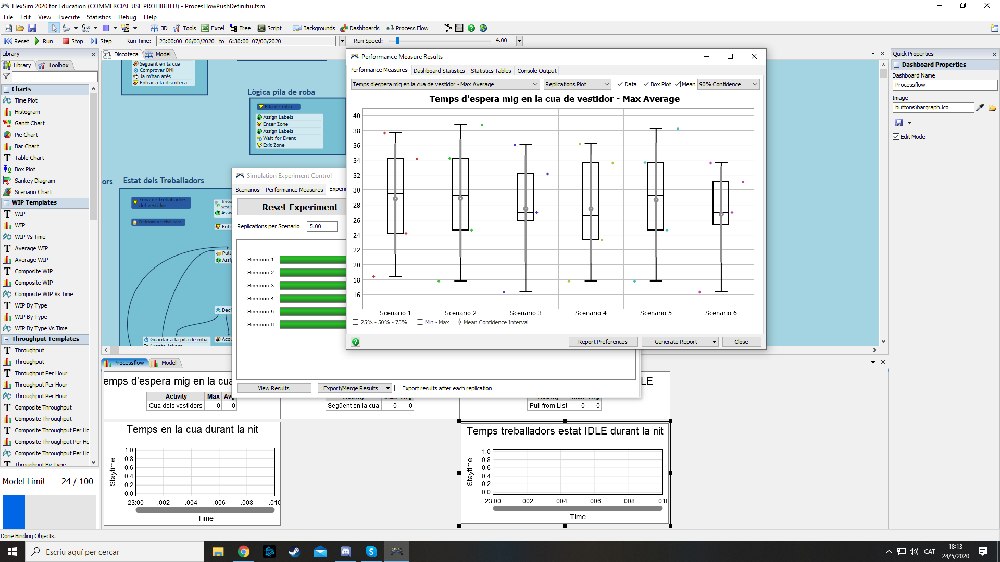 FlexSim 2020 for Education (COMMERCIAL USE PROHIBITED) - ProcesFlowPushDefinitiu.fsm
File Edit View Execute Statistics Debug Help
3D Tools Excel Tree Script Backgrounds Dashboards Process Flow
Reset Run Stop Step Run Time: 23:00:00 06/03/2020 to 6:30:00 07/03/2020 Run Speed: 4.00
Library
Library Toolbox
Charts
Time Plot
Histogram
Gantt Chart
Pie Chart
Bar Chart
Table Chart
Box Plot
Sankey Diagram
Scenario Chart
WIP Templates
WIP
WIP
WIP Vs Time
Average WIP
Average WIP
Composite WIP
Composite WIP
Composite WIP Vs Time
WIP By Type
WIP By Type
WIP By Type Vs Time
Throughput Templates
Throughput
Throughput
Throughput Per Hour
Throughput Per Hour
Throughput Per Hour
Composite Throughput
Composite Throughput
Composite Throughput Per Ho
Composite Throughput Per Ho
Composite Throughput Per Ho
Throughput By Type
Model Limit 24 / 100
Done Binding Objects.
Discoteca Model
Següent en la cua
Comprovar DNI
Ja m'han atès
Entrar a la discoteca
Lògica pila de roba
Pila de roba
Assign Labels
Enter Zone
Assign Labels
Wait for Event
Exit Zone
ors
Estat dels Treballadors
Zona de treballadors
del vestidor
Peticions a treballador
Treba
vestic
Assig
Ente
Pull
Assig
Deci
Guardar a la pila de roba
Create Tokens
Acqu
Simulation Experiment Control
Scenarios Performance Measures Experir
Reset Experiment
Replications per Scenario 5.00
Scenario 1
Scenario 2
Scenario 3
Scenario 4
Scenario 5
Scenario 6
View Results Export/Merge Results Export results after each replication
Performance Measure Results
Performance Measures Dashboard Statistics Statistics Tables Console Output
Temps d'espera mig en la cua de vestidor - Max Average Replications Plot Data Box Plot Mean 90% Confidence
Temps d'espera mig en la cua de vestidor - Max Average
40
38
36
34
32
30
28
26
24
22
20
18
16
Scenario 1 Scenario 2 Scenario 3 Scenario 4 Scenario 5 Scenario 6
25% - 50% - 75% Min - Max Mean Confidence Interval
Report Preferences Generate Report Close
Quick Properties
Dashboard Properties
Dashboard Name
Processflow
Image
buttons\bargraph.ico
Edit Mode
Processflow Model
emps d'espera mig en la cua
LE
Activity Max Avg
Cua dels vestidors 0 0
Activity Max Avg
Següent en la cua 0 0
Activity Max Avg
Pull from List 0 0
Temps en la cua durant la nit
Staytime
1.0
0.8
0.6
0.4
0.2
0.0
23:00 .002 .004 .006 .008 .010
Time
Temps treballadors estat IDLE durant la nit
Staytime
1.0
0.8
0.6
0.4
0.2
0.0
23:00 .002 .004 .006 .008 .010
Time
Escriu aquí per cercar
CAT
18:13
24/5/2020